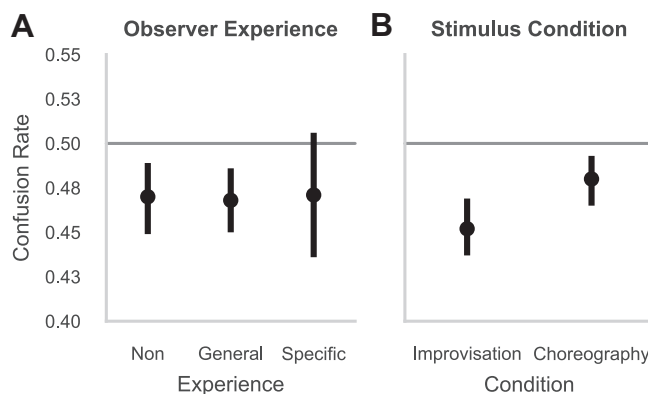 A Observer Experience
B Stimulus Condition
Confusion Rate
0.55
0.53
0.50
0.48
0.45
0.43
0.40
Non General Specific
Experience
Improvisation Choreography
Condition